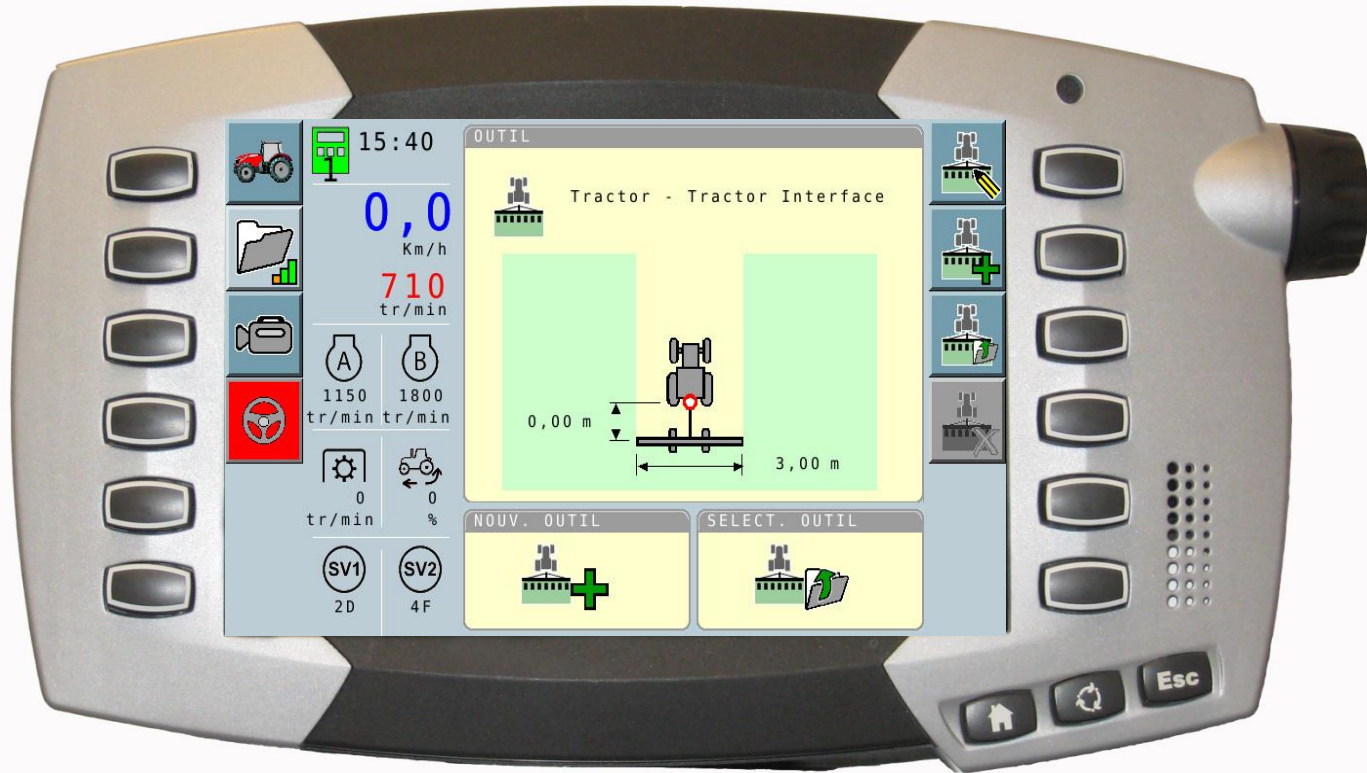 15:40
1
0,0
Km/h
710
tr/min
A
B
1150
1800
tr/min
tr/min
0
0
tr/min
%
SV1
SV2
2D
4F
OUTIL
Tractor - Tractor Interface
0,00 m
3,00 m
NOUV. OUTIL
SELECT. OUTIL
Esc